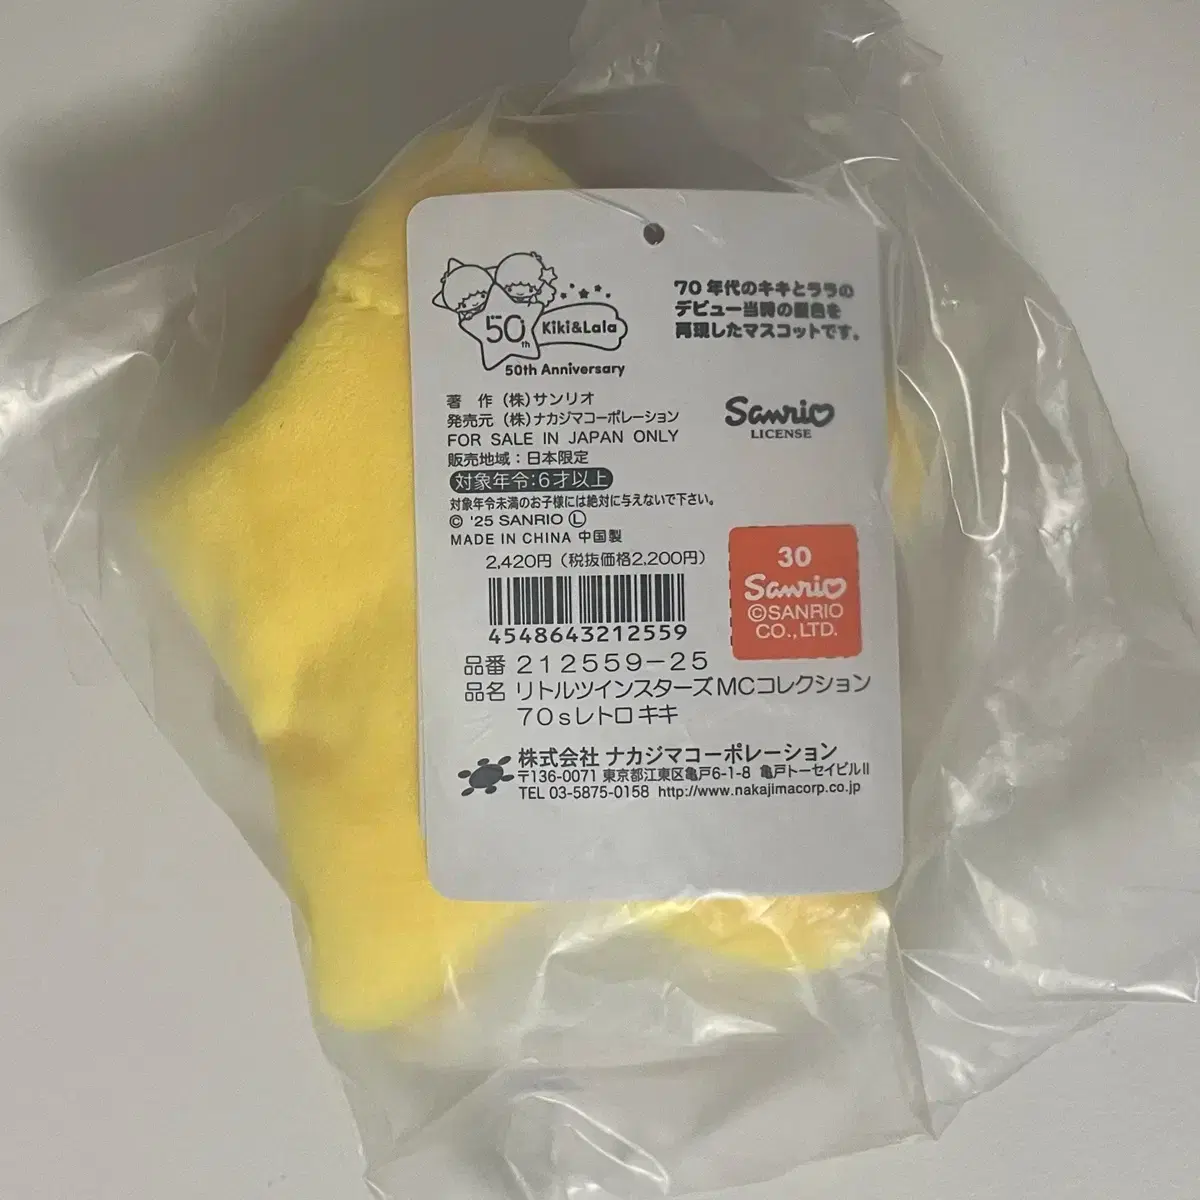 50th
Kiki&Lala
50th Anniversary
70年代のキキとララの
デビュー当時の配色を
再現したマスコットです。
著 作 (株)サンリオ
発売元 (株)ナカジマコーポレーション
FOR SALE IN JAPAN ONLY
販売地域:日本限定
対象年令:6才以上
対象年令未満のお子様には絶対に与えないで下さい。
© '25 SANRIO Ⓛ
MADE IN CHINA 中国製
Sanrio
LICENSE
2,420円(税抜価格2,200円)
4548643212559
30
Sanrio
©SANRIO
CO.,LTD.
品番 212559-25
品名 リトルツインスターズMCコレクション
70sレトロ キキ
株式会社 ナカジマコーポレーション
〒136-0071 東京都江東区亀戸6-1-8 亀戸トーセイビルII
TEL 03-5875-0158 http://www.nakajimacorp.co.jp